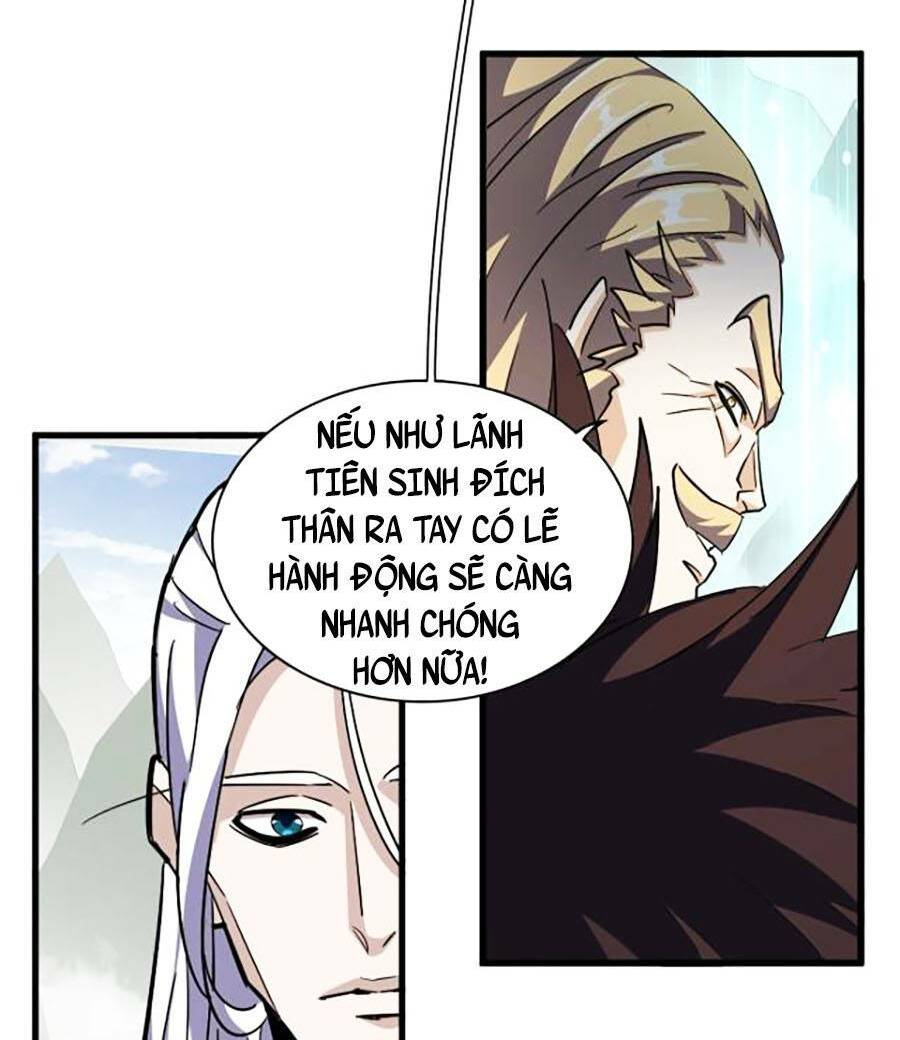 NẾU NHƯ LÃNH
TIÊN SINH ĐÍCH
THÂN RA TAY CÓ LẼ
HÀNH ĐỘNG SẼ CÀNG
NHANH CHÓNG
HƠN NỮA!